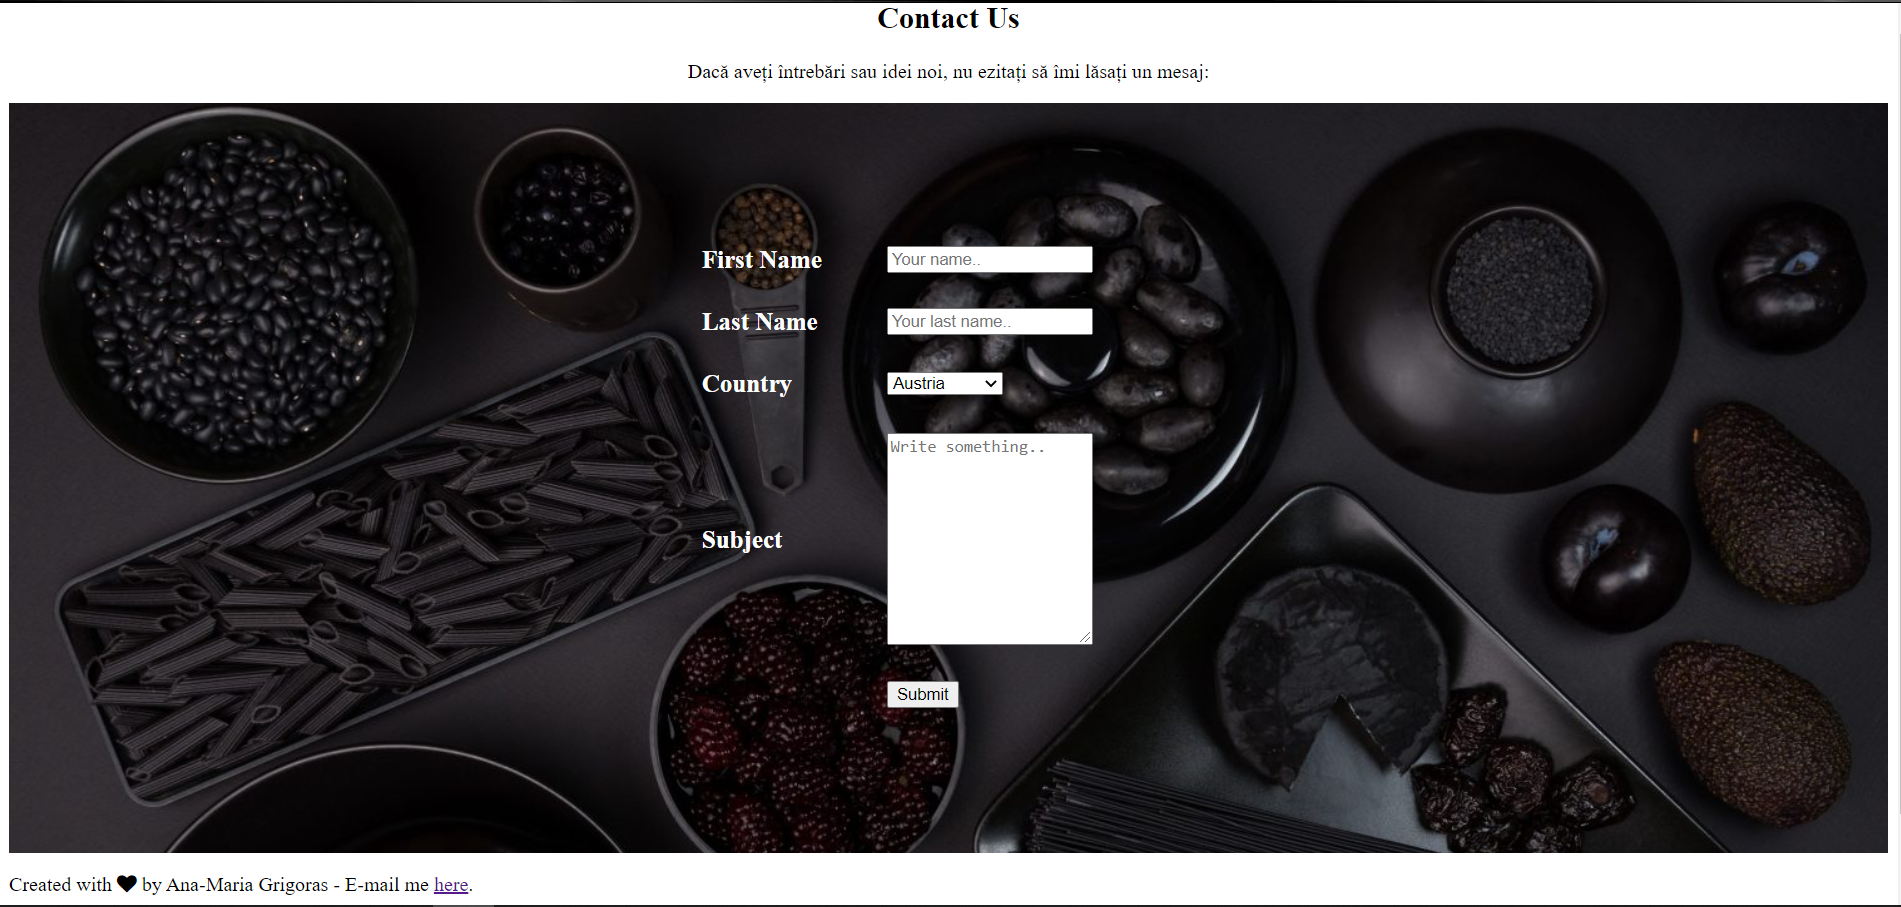 Contact Us
Dacă aveți întrebări sau idei noi, nu ezitați să îmi lăsați un mesaj:
First Name
Your name..
Last Name
Your last name..
Country
Austria
Write something..
Subject
Submit
Created with ♥ by Ana-Maria Grigoras - E-mail me here.